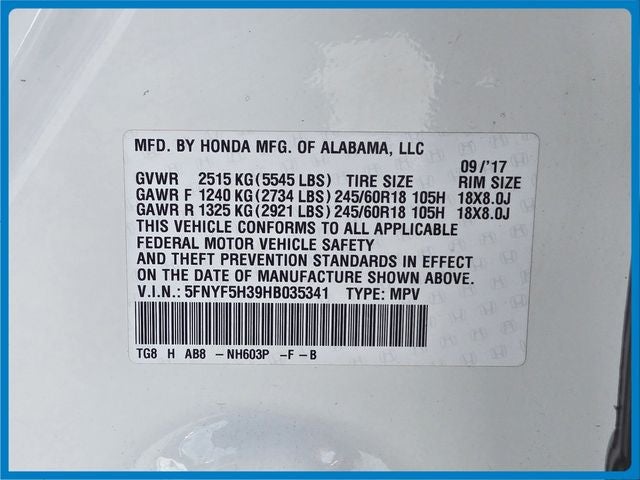 MFD. BY HONDA MFG. OF ALABAMA, LLC
09/'17
GVWR 2515 KG(5545 LBS) TIRE SIZE RIM SIZE
GAWR F 1240 KG(2734 LBS) 245/60R18 105H 18X8.0J
GAWR R 1325 KG(2921 LBS) 245/60R18 105H 18X8.0J
THIS VEHICLE CONFORMS TO ALL APPLICABLE
FEDERAL MOTOR VEHICLE SAFETY
AND THEFT PREVENTION STANDARDS IN EFFECT
ON THE DATE OF MANUFACTURE SHOWN ABOVE.
V.I.N.: 5FNYF5H39HB035341 TYPE: MPV
TG8 H AB8 - NH603P -F - B